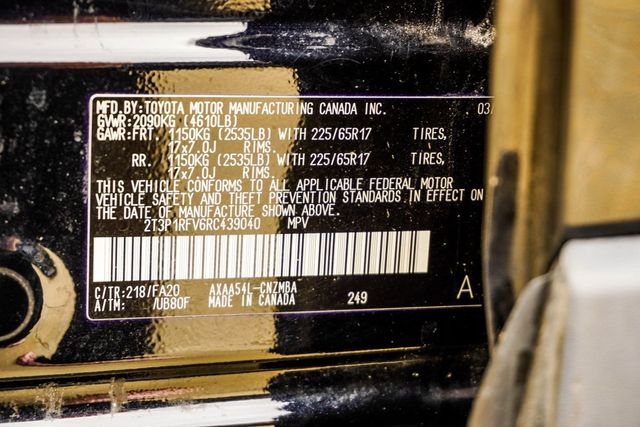 MFD.BY:TOYOTA MOTOR MANUFACTURING CANADA INC. 03/
GVWR:2090KG (4610LB)
GAWR:FRT. 1150KG (2535LB) WITH 225/65R17 TIRES,
17x7.0J RIMS.
RR. 1150KG (2535LB) WITH 225/65R17 TIRES,
17x7.0J RIMS.
THIS VEHICLE CONFORMS TO ALL APPLICABLE FEDERAL MOTOR
VEHICLE SAFETY AND THEFT PREVENTION STANDARDS IN EFFECT ON
THE DATE OF MANUFACTURE SHOWN ABOVE.
2T3P1RFV6RC439040 MPV
C/TR:218/FA20 AXAA54L-CNZMBA
A/TM: /UB80F MADE IN CANADA 249 A